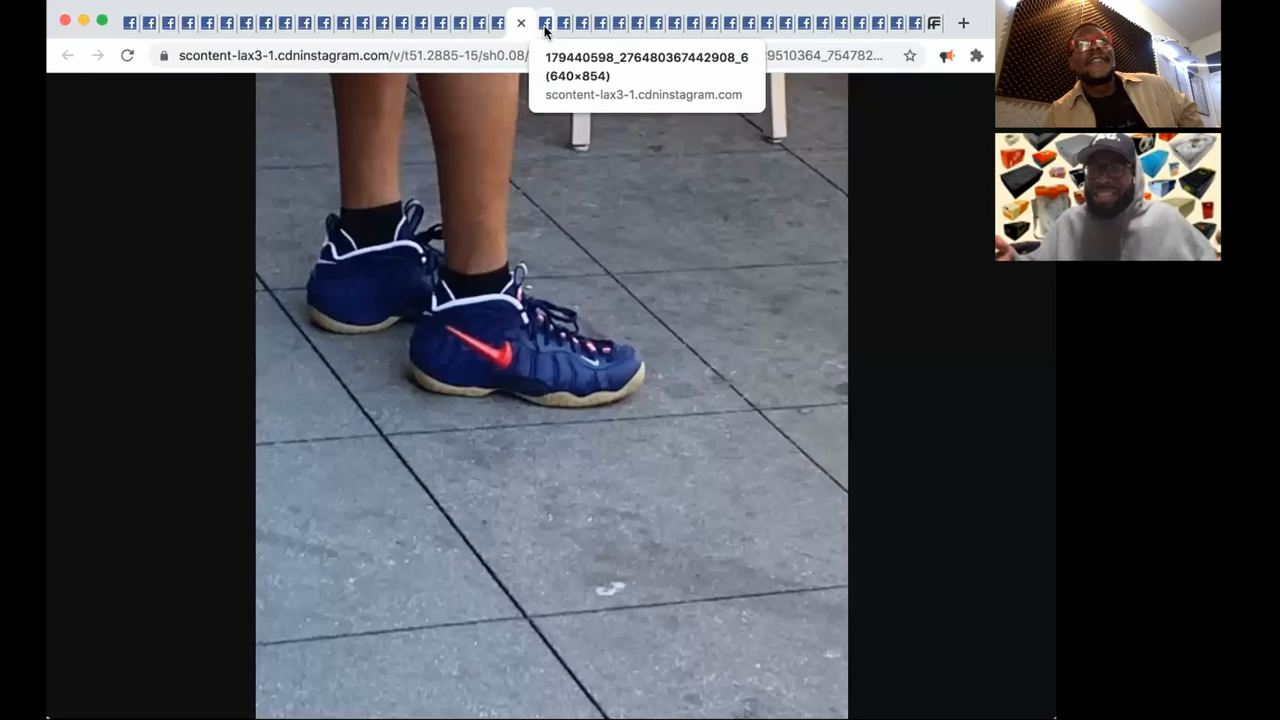 scontent-lax3-1.cdninstagram.com/v/t51.2885-15/sh0.08/
9510364_754782...
179440598_276480367442908_6
(640×854)
scontent-lax3-1.cdninstagram.com